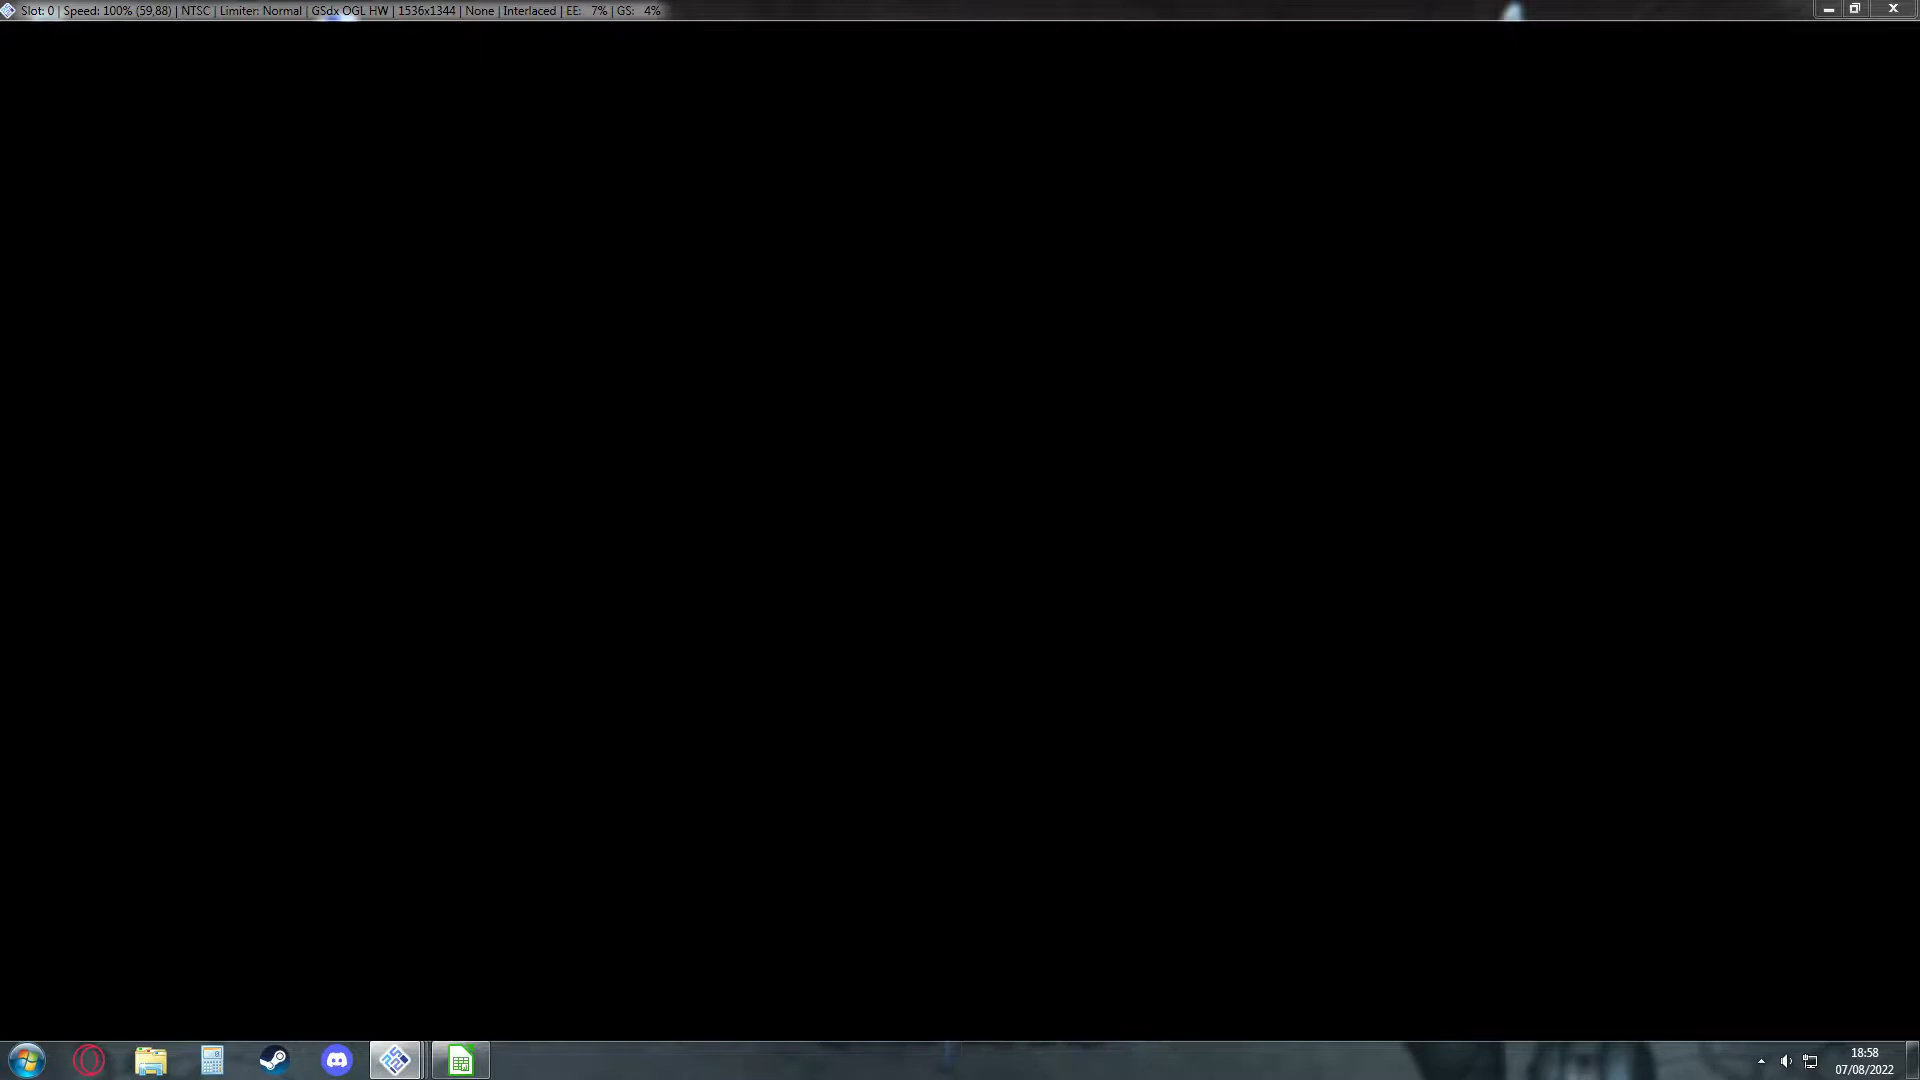 Slot: 0 | Speed: 100% (59,88) | NTSC | Limiter: Normal | GSdx OGL HW | 1536x1344 | None | Interlaced | EE:   7% | GS:   4%
18:58
07/08/2022